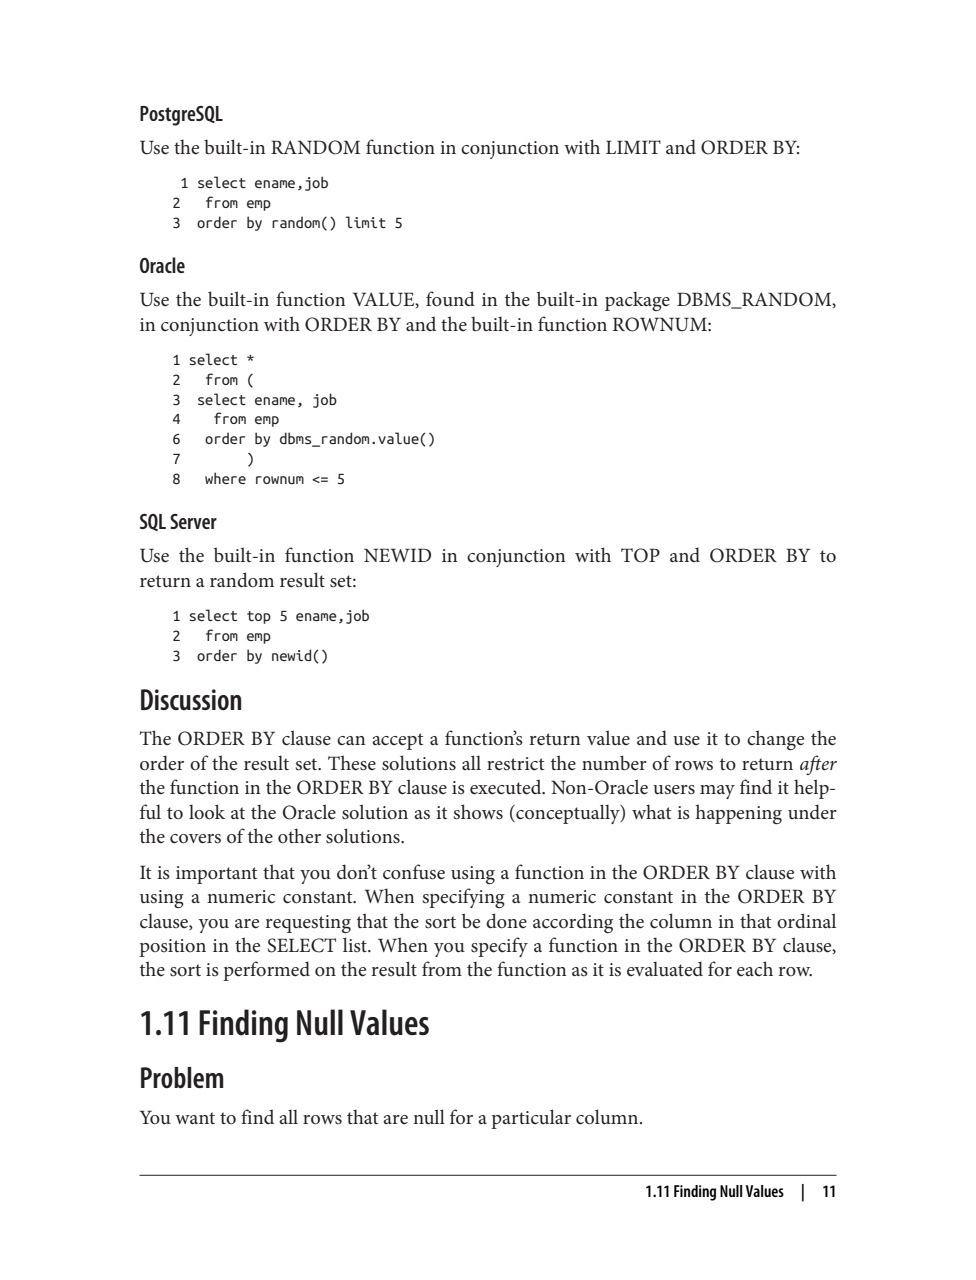 PostgreSQL
Use the built-in RANDOM function in conjunction with LIMIT and ORDER BY:
1 select ename,job
2   from emp
3  order by random() limit 5
Oracle
Use the built-in function VALUE, found in the built-in package DBMS_RANDOM,
in conjunction with ORDER BY and the built-in function ROWNUM:
1 select *
2   from (
3  select ename, job
4    from emp
6   order by dbms_random.value()
7        )
8   where rownum <= 5
SQL Server
Use the built-in function NEWID in conjunction with TOP and ORDER BY to
return a random result set:
1 select top 5 ename,job
2   from emp
3  order by newid()
Discussion
The ORDER BY clause can accept a function’s return value and use it to change the
order of the result set. These solutions all restrict the number of rows to return after
the function in the ORDER BY clause is executed. Non-Oracle users may find it help-
ful to look at the Oracle solution as it shows (conceptually) what is happening under
the covers of the other solutions.
It is important that you don’t confuse using a function in the ORDER BY clause with
using a numeric constant. When specifying a numeric constant in the ORDER BY
clause, you are requesting that the sort be done according the column in that ordinal
position in the SELECT list. When you specify a function in the ORDER BY clause,
the sort is performed on the result from the function as it is evaluated for each row.
1.11 Finding Null Values
Problem
You want to find all rows that are null for a particular column.
1.11 Finding Null Values | 11